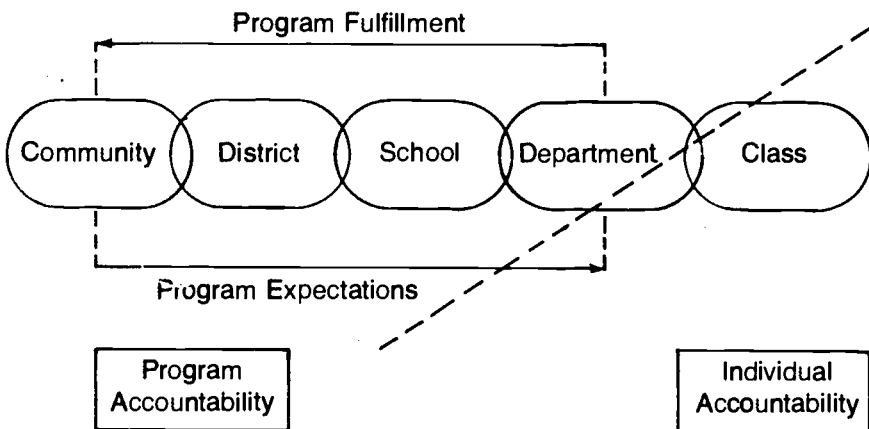 Program Fulfillment
Community District School Department Class
Program Expectations
Program
Accountability
Individual
Accountability